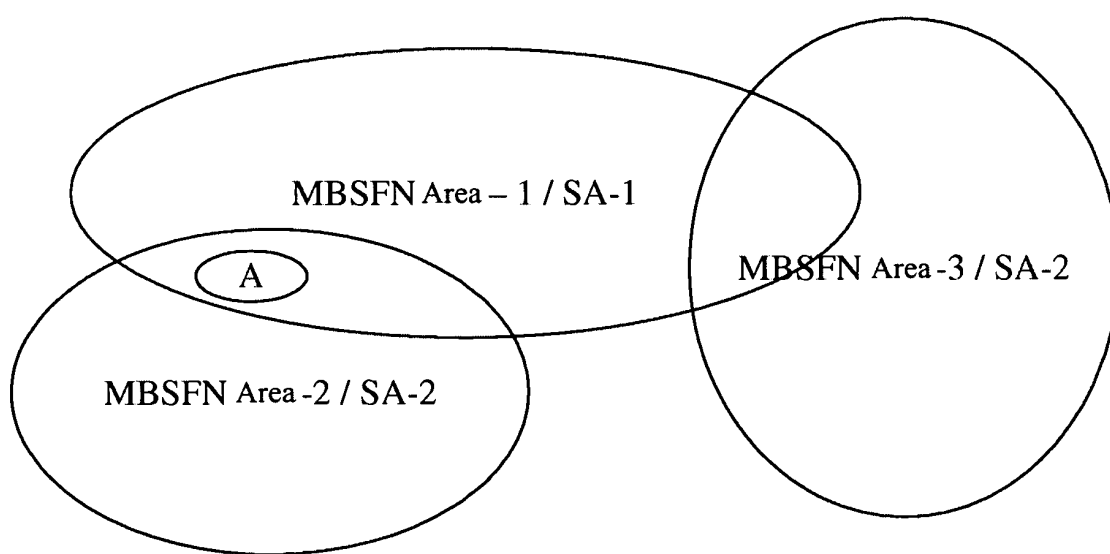 MBSFN Area – 1 / SA-1
MBSFN Area -3 / SA-2
A
MBSFN Area -2 / SA-2